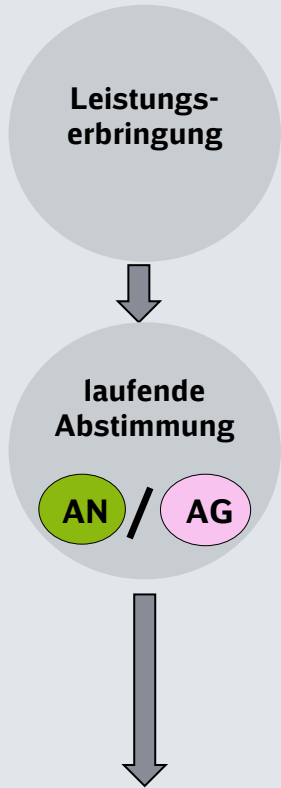 Leistungs-
erbringung
laufende
Abstimmung
AN / AG